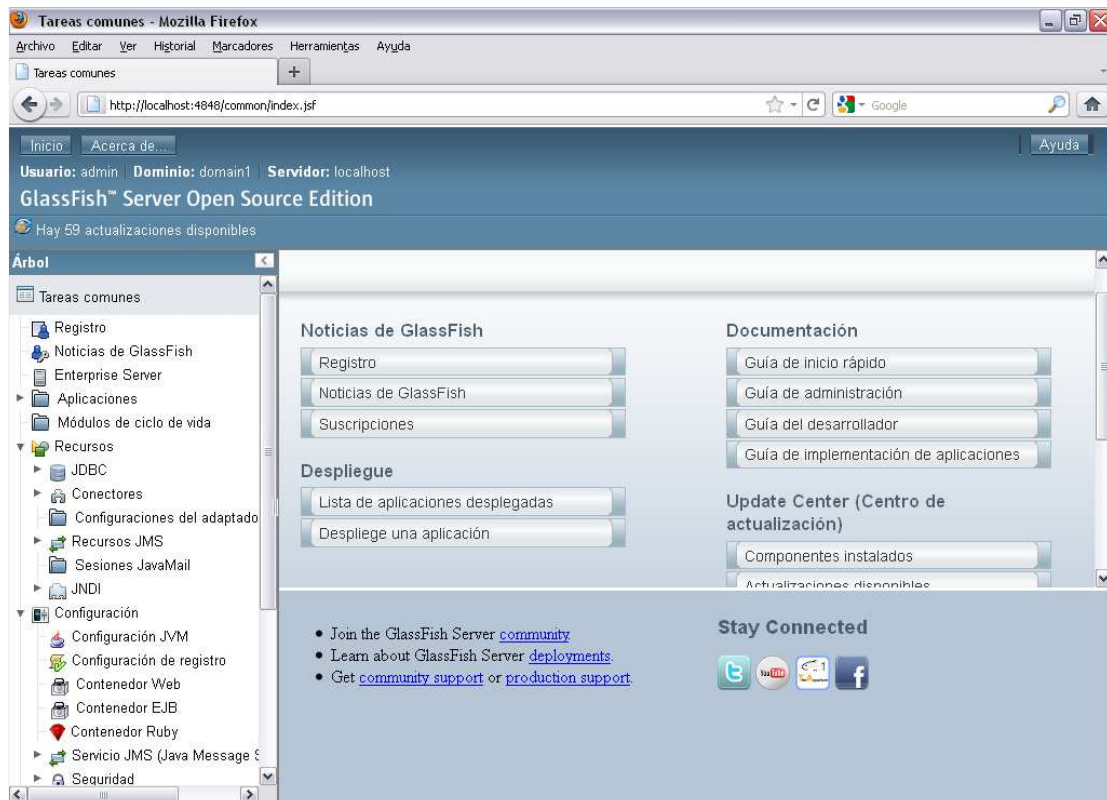 Tareas comunes - Mozilla Firefox
Archivo Editar Ver Historial Marcadores Herramientas Ayuda
Tareas comunes
http://localhost:4848/common/index.jsf
Google
Inicio Acerca de... Ayuda
Usuario: admin Dominio: domain1 Servidor: localhost
GlassFish™ Server Open Source Edition
Hay 59 actualizaciones disponibles
Árbol
Tareas comunes
Registro
Noticias de GlassFish
Enterprise Server
Aplicaciones
Módulos de ciclo de vida
Recursos
JDBC
Conectores
Configuraciones del adaptado
Recursos JMS
Sesiones JavaMail
JNDI
Configuración
Configuración JVM
Configuración de registro
Contenedor Web
Contenedor EJB
Contenedor Ruby
Servicio JMS (Java Message S
Seguridad
Noticias de GlassFish
Registro
Noticias de GlassFish
Suscripciones
Despliegue
Lista de aplicaciones desplegadas
Despliege una aplicación
Documentación
Guía de inicio rápido
Guía de administración
Guía del desarrollador
Guía de implementación de aplicaciones
Update Center (Centro de
actualización)
Componentes instalados
Actualizaciones disponibles
Join the GlassFish Server community
Learn about GlassFish Server deployments.
Get community support or production support.
Stay Connected
YouTube